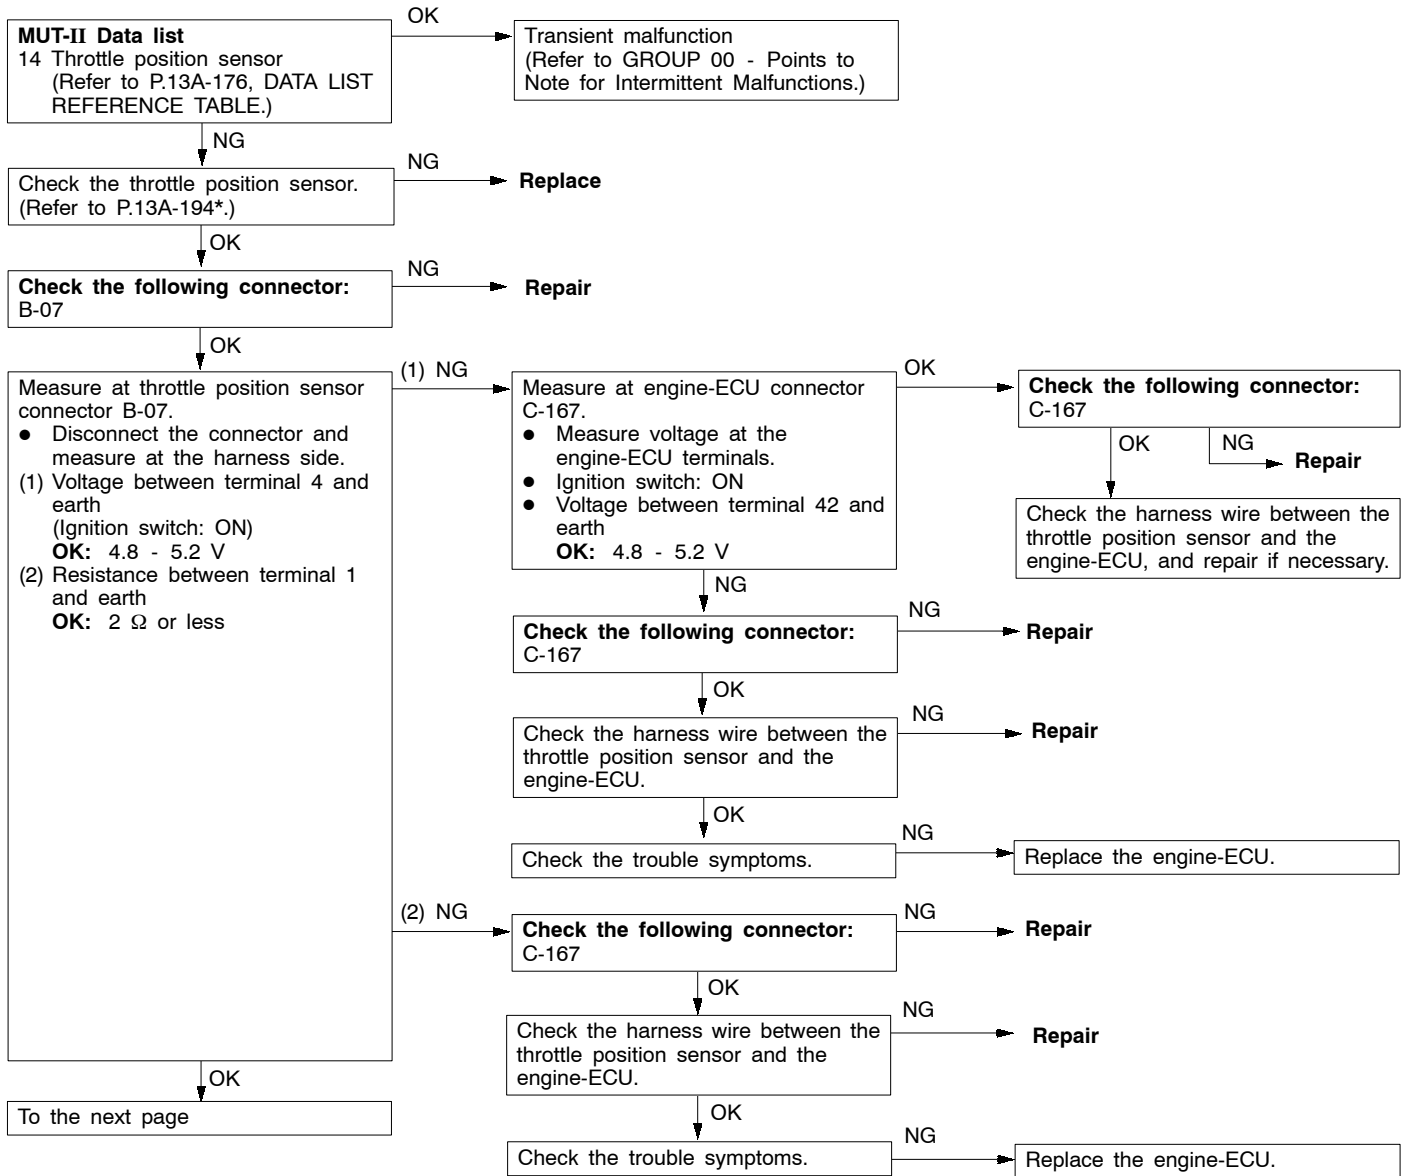 MUT-II Data list
14 Throttle position sensor
(Refer to P.13A-176, DATA LIST
REFERENCE TABLE.)
OK
Transient malfunction
(Refer to GROUP 00 - Points to
Note for Intermittent Malfunctions.)
NG
Check the throttle position sensor.
(Refer to P.13A-194*.)
NG
Replace
OK
Check the following connector:
B-07
NG
Repair
OK
Measure at throttle position sensor
connector B-07.
● Disconnect the connector and
measure at the harness side.
(1) Voltage between terminal 4 and
earth
(Ignition switch: ON)
OK: 4.8 - 5.2 V
(2) Resistance between terminal 1
and earth
OK: 2 Ω or less
(1) NG
Measure at engine-ECU connector
C-167.
● Measure voltage at the
engine-ECU terminals.
● Ignition switch: ON
● Voltage between terminal 42 and
earth
OK: 4.8 - 5.2 V
OK
Check the following connector:
C-167
OK
NG
Repair
Check the harness wire between the
throttle position sensor and the
engine-ECU, and repair if necessary.
NG
Check the following connector:
C-167
NG
Repair
OK
Check the harness wire between the
throttle position sensor and the
engine-ECU.
NG
Repair
OK
Check the trouble symptoms.
NG
Replace the engine-ECU.
(2) NG
Check the following connector:
C-167
NG
Repair
OK
Check the harness wire between the
throttle position sensor and the
engine-ECU.
NG
Repair
OK
Check the trouble symptoms.
NG
Replace the engine-ECU.
OK
To the next page